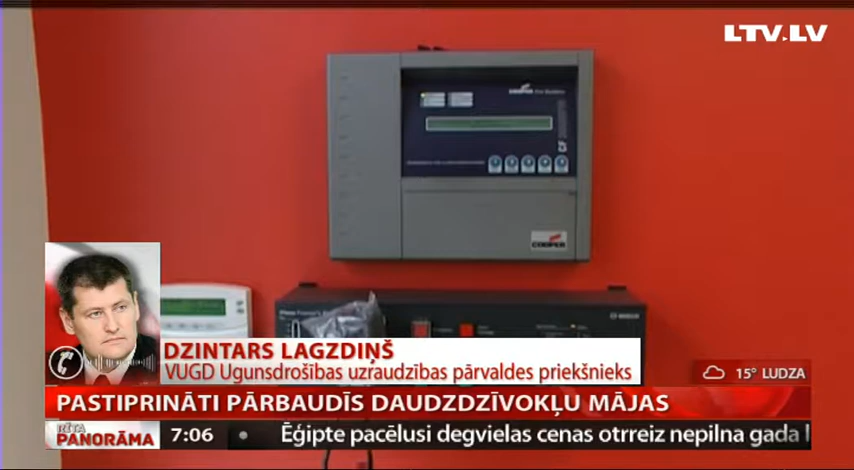 LTV.LV
COOPER
COOPER
DZINTARS LAGZDIŅŠ
VUGD Ugunsdrošības uzraudzības pārvaldes priekšnieks
15° LUDZA
PASTIPRINĀTI PĀRBAUDĪS DAUDZDZĪVOKĻU MĀJAS
RĪTA
PANORĀMA
7:06
Ēģipte pacēlusi degvielas cenas otrreiz nepilna gada l